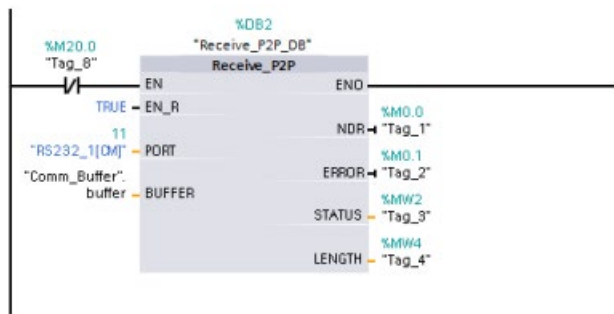 %DB2
"Receive_P2P_DB"
%M20.0
"Tag_8"
Receive_P2P
EN
ENO
TRUE
EN_R
%M0.0
NDR
"Tag_1"
11
"RS232_1[CM]"
PORT
%M0.1
ERROR
"Tag_2"
"Comm_Buffer".
buffer
BUFFER
%MW2
STATUS
"Tag_3"
%MW4
LENGTH
"Tag_4"